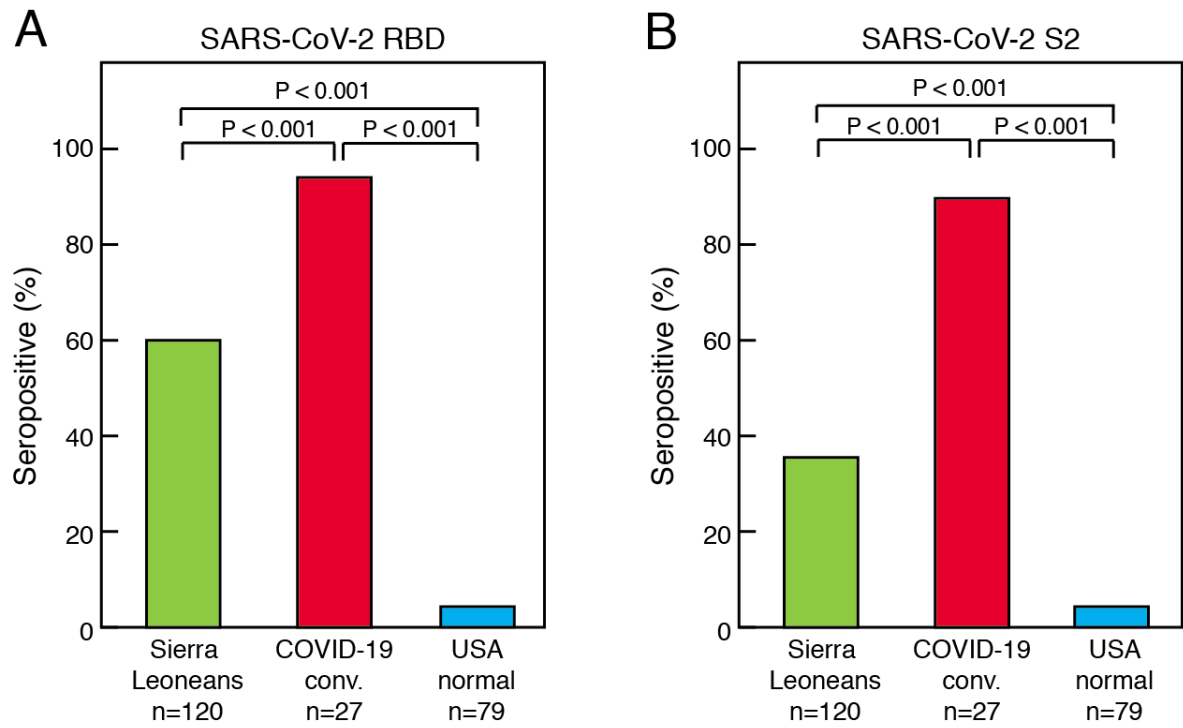 A
SARS-CoV-2 RBD
P < 0.001
P < 0.001 P < 0.001
Seropositive (%)
100
80
60
40
20
0
Sierra Leoneans n=120
COVID-19 conv. n=27
USA normal n=79
B
SARS-CoV-2 S2
P < 0.001
P < 0.001 P < 0.001
Seropositive (%)
100
80
60
40
20
0
Sierra Leoneans n=120
COVID-19 conv. n=27
USA normal n=79